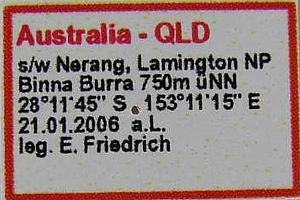 Australia - QLD
s/w Nerang, Lamington NP
Binna Burra 750m üNN
28°11'45" S . 153°11'15" E
21.01.2006 a.L.
leg. E. Friedrich